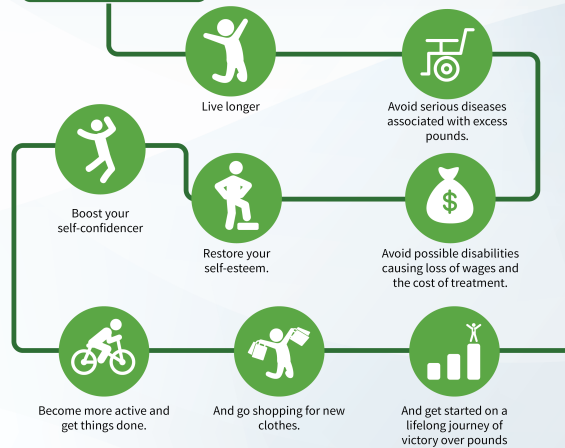 Live longer
Avoid serious diseases
associated with excess
pounds.
$
Avoid possible disabilities
causing loss of wages and
the cost of treatment.
Restore your
self-esteem.
Boost your
self-confidencer
Become more active and
get things done.
And go shopping for new
clothes.
And get started on a
lifelong journey of
victory over pounds